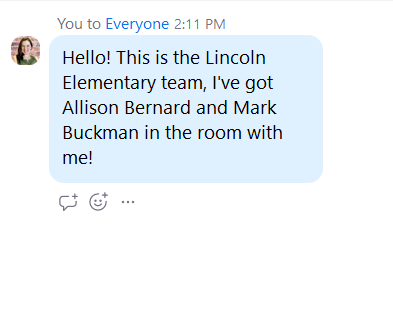 You to Everyone 2:11 PM
Hello! This is the Lincoln
Elementary team, I've got
Allison Bernard and Mark
Buckman in the room with
me!